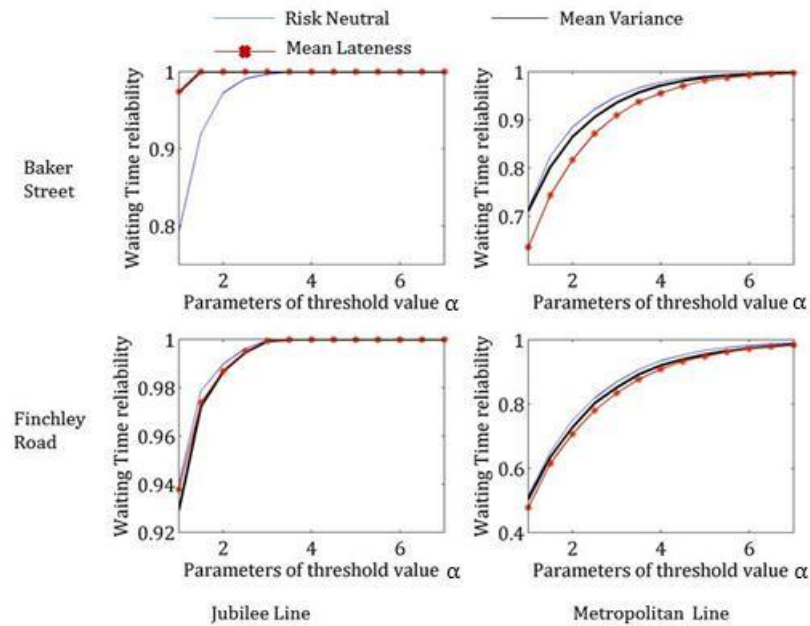 Risk Neutral
Mean Variance
Mean Lateness
Baker
Street
Waiting Time reliability
1
0.9
0.8
2
4
6
Parameters of threshold value α
Waiting Time reliability
1
0.9
0.8
0.7
2
4
6
Parameters of threshold value α
Finchley
Road
Waiting Time reliability
1
0.98
0.96
0.94
0.92
2
4
6
Parameters of threshold value α
Waiting Time reliability
1
0.8
0.6
0.4
2
4
6
Parameters of threshold value α
Jubilee Line
Metropolitan Line